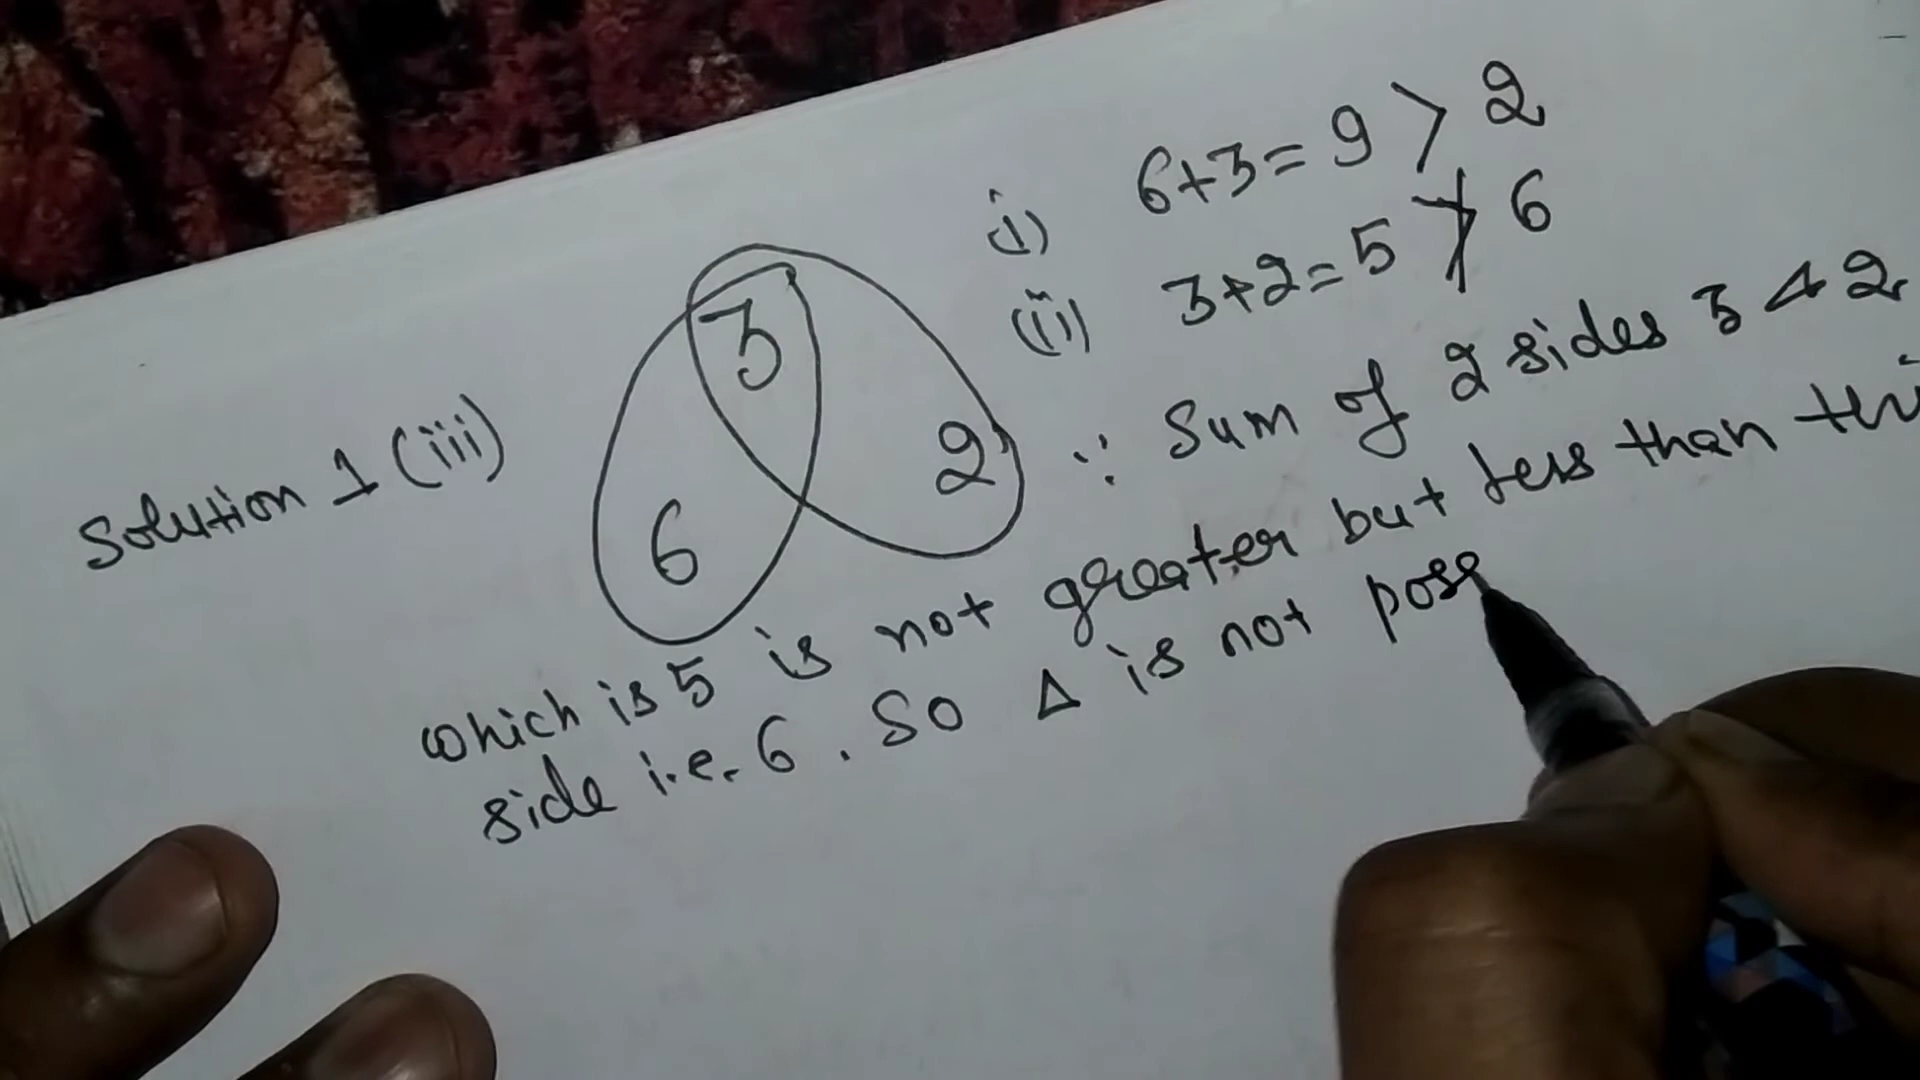 i) 6+3=9 > 2
(ii) 3+2=5 ≯ 6
Solution 1 (iii)
3
6
2
∵ Sum of 2 sides 3 & 2
which is 5 is not greater but less than thi
side i.e. 6. So Δ is not poss